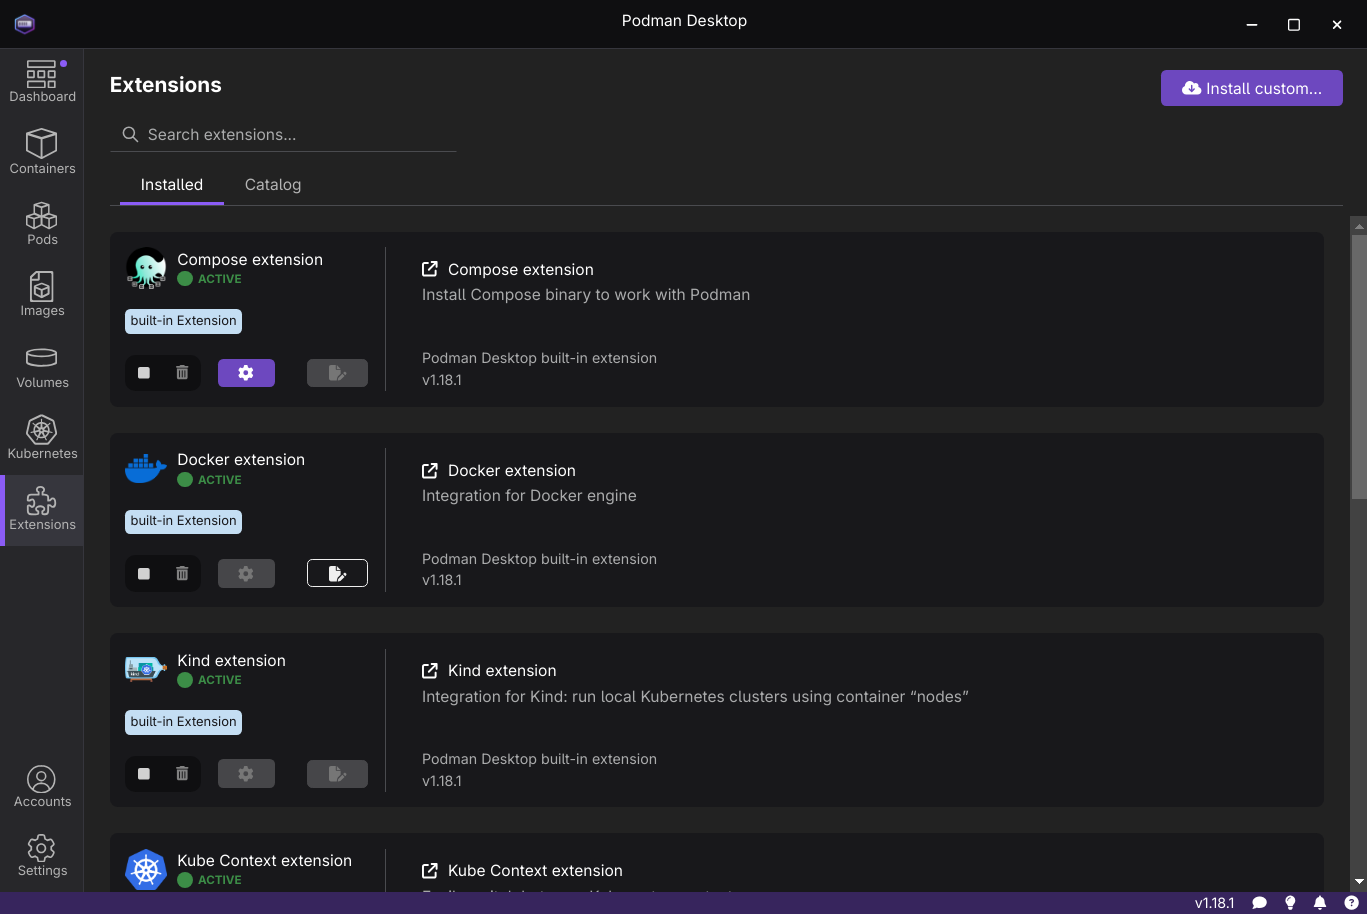 Podman Desktop
Dashboard
Containers
Pods
Images
Volumes
Kubernetes
Extensions
Accounts
Settings
Extensions
Install custom...
Search extensions...
Installed
Catalog
Compose extension
ACTIVE
built-in Extension
Compose extension
Install Compose binary to work with Podman
Podman Desktop built-in extension
v1.18.1
Docker extension
ACTIVE
built-in Extension
Docker extension
Integration for Docker engine
Podman Desktop built-in extension
v1.18.1
Kind extension
ACTIVE
built-in Extension
Kind extension
Integration for Kind: run local Kubernetes clusters using container “nodes”
Podman Desktop built-in extension
v1.18.1
Kube Context extension
ACTIVE
Kube Context extension
v1.18.1